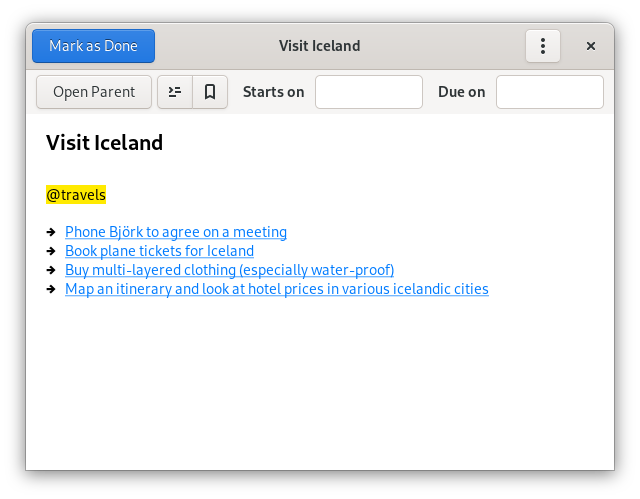 Mark as Done
Visit Iceland
Open Parent
Starts on
Due on
Visit Iceland
@travels
Phone Björk to agree on a meeting
Book plane tickets for Iceland
Buy multi-layered clothing (especially water-proof)
Map an itinerary and look at hotel prices in various icelandic cities